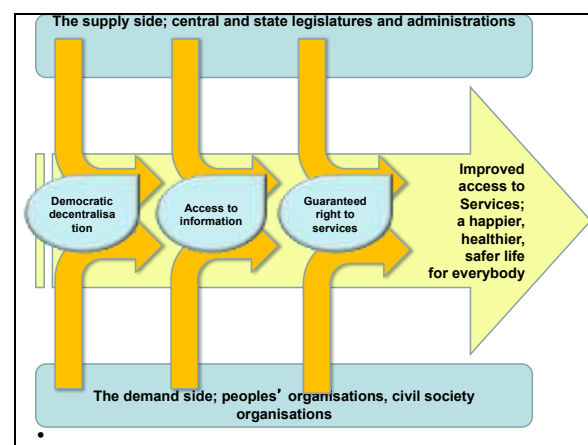 The supply side; central and state legislatures and administrations
Democratic
decentralisa
tion
Access to
information
Guaranteed
right to
services
Improved
access to
Services;
a happier,
healthier,
safer life
for everybody
The demand side; peoples’ organisations, civil society
organisations
•